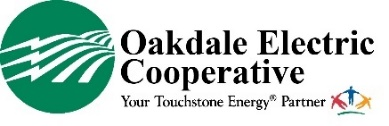 Oakdale Electric
Cooperative
Your Touchstone Energy® Partner